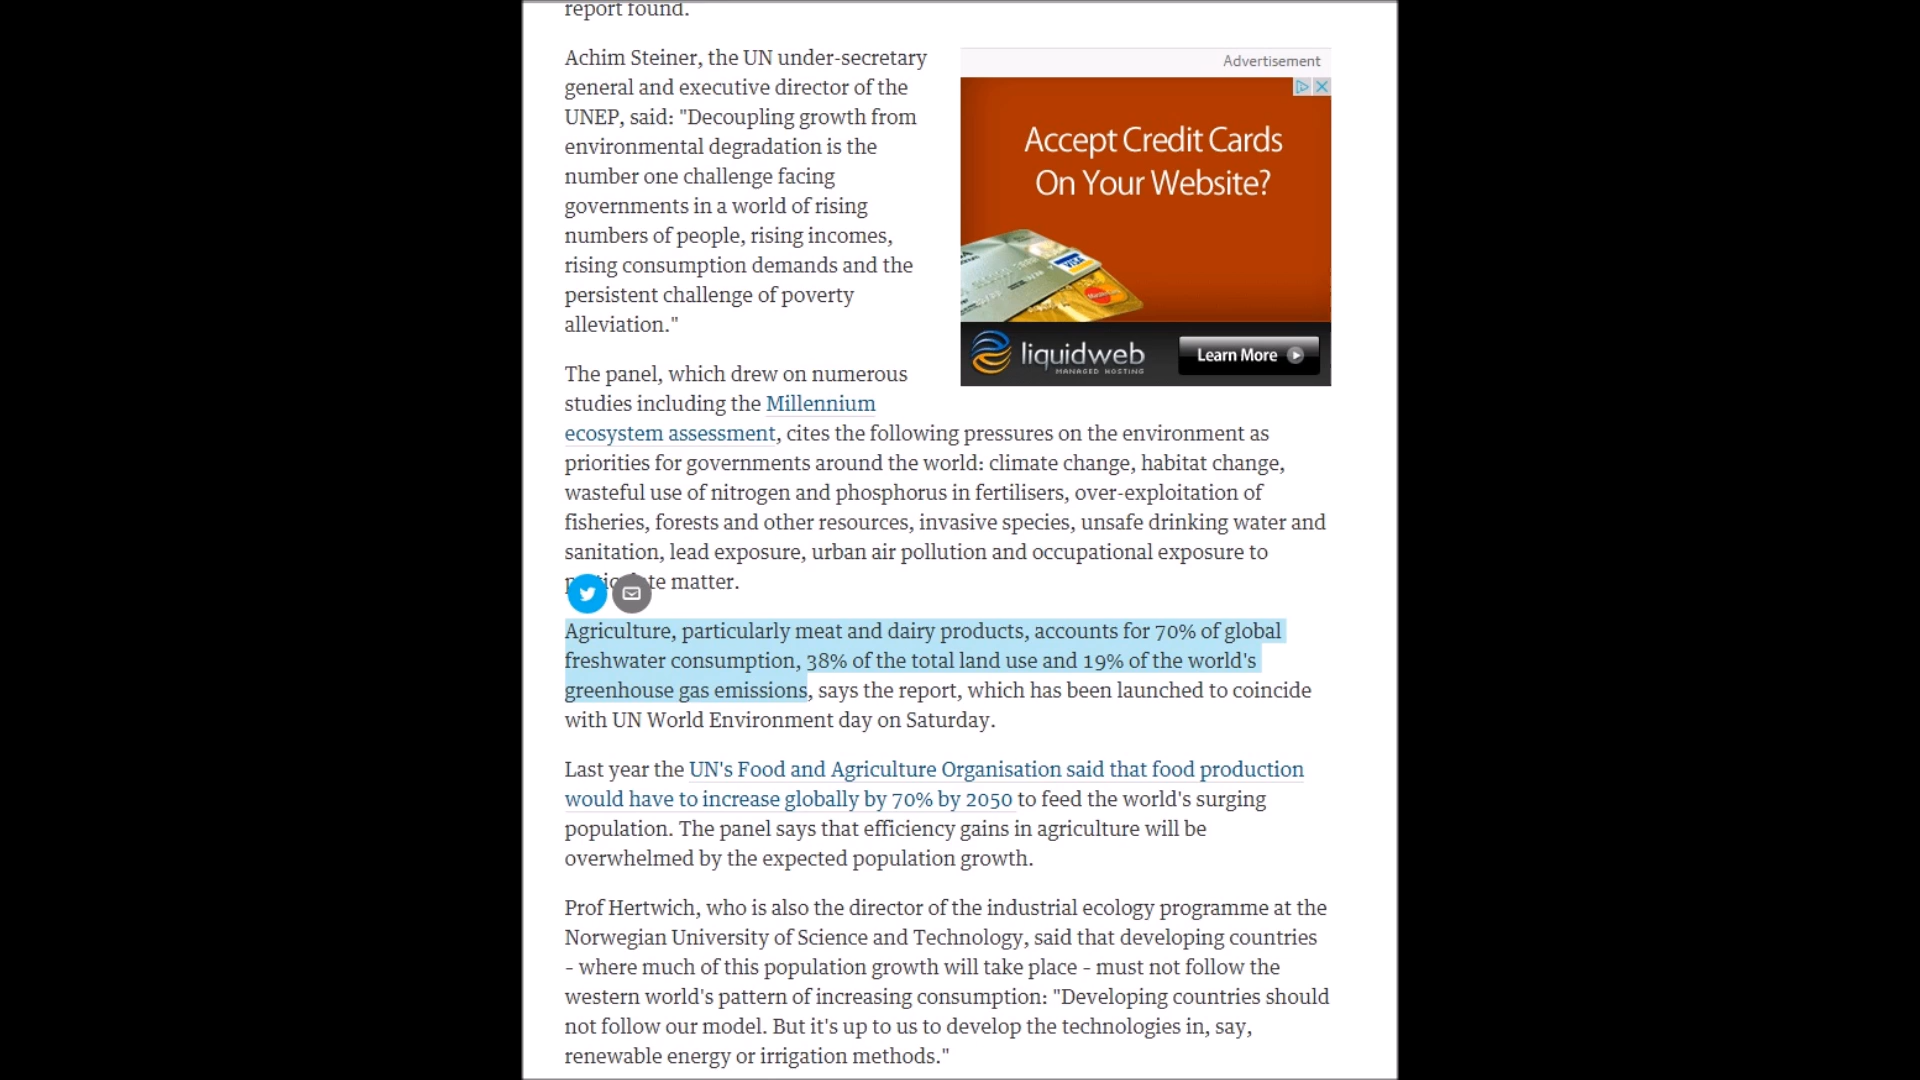 report found.
Achim Steiner, the UN under-secretary
general and executive director of the
UNEP, said: "Decoupling growth from
environmental degradation is the
number one challenge facing
governments in a world of rising
numbers of people, rising incomes,
rising consumption demands and the
persistent challenge of poverty
alleviation."
Advertisement
Accept Credit Cards
On Your Website?
VISA
MasterCard
liquidweb
MANAGED HOSTING
Learn More
The panel, which drew on numerous
studies including the Millennium
ecosystem assessment, cites the following pressures on the environment as
priorities for governments around the world: climate change, habitat change,
wasteful use of nitrogen and phosphorus in fertilisers, over-exploitation of
fisheries, forests and other resources, invasive species, unsafe drinking water and
sanitation, lead exposure, urban air pollution and occupational exposure to
matter.
Agriculture, particularly meat and dairy products, accounts for 70% of global
freshwater consumption, 38% of the total land use and 19% of the world's
greenhouse gas emissions, says the report, which has been launched to coincide
with UN World Environment day on Saturday.
Last year the UN's Food and Agriculture Organisation said that food production
would have to increase globally by 70% by 2050 to feed the world's surging
population. The panel says that efficiency gains in agriculture will be
overwhelmed by the expected population growth.
Prof Hertwich, who is also the director of the industrial ecology programme at the
Norwegian University of Science and Technology, said that developing countries
– where much of this population growth will take place – must not follow the
western world's pattern of increasing consumption: "Developing countries should
not follow our model. But it's up to us to develop the technologies in, say,
renewable energy or irrigation methods."